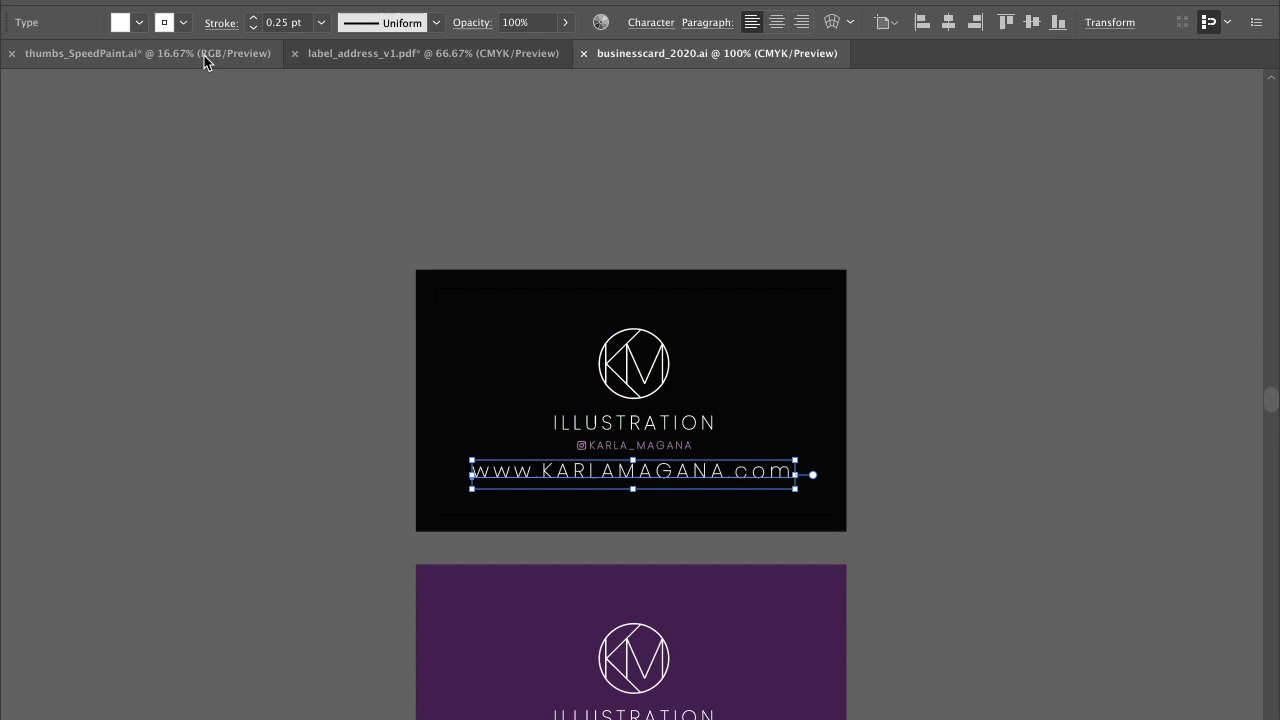 Type Stroke: 0.25 pt Uniform Opacity: 100% Character Paragraph: Transform
thumbs_SpeedPaint.ai* @ 16.67% (RGB/Preview) label_address_v1.pdf* @ 66.67% (CMYK/Preview) businesscard_2020.ai @ 100% (CMYK/Preview)
KM
ILLUSTRATION
KARLA_MAGANA
www.KARLAMAGANA.com
KM
ILLUSTRATION